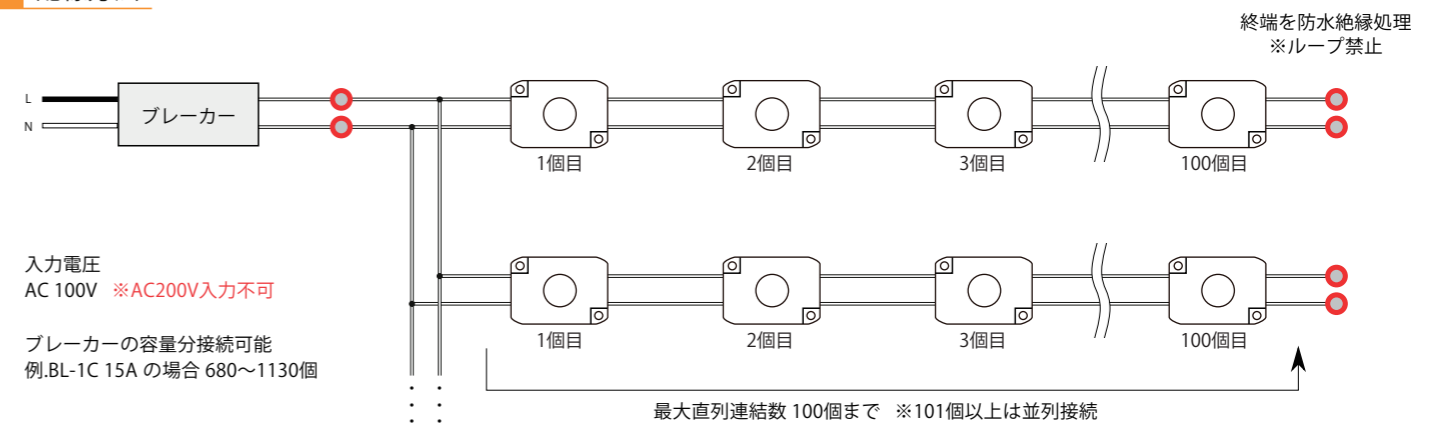 終端を防水絶縁処理
※ループ禁止
L
N
ブレーカー
1個目
2個目
3個目
100個目
入力電圧
AC 100V ※AC200V入力不可
ブレーカーの容量分接続可能
例.BL-1C 15A の場合 680～1130個
1個目
2個目
3個目
100個目
最大直列連結数 100個まで ※101個以上は並列接続